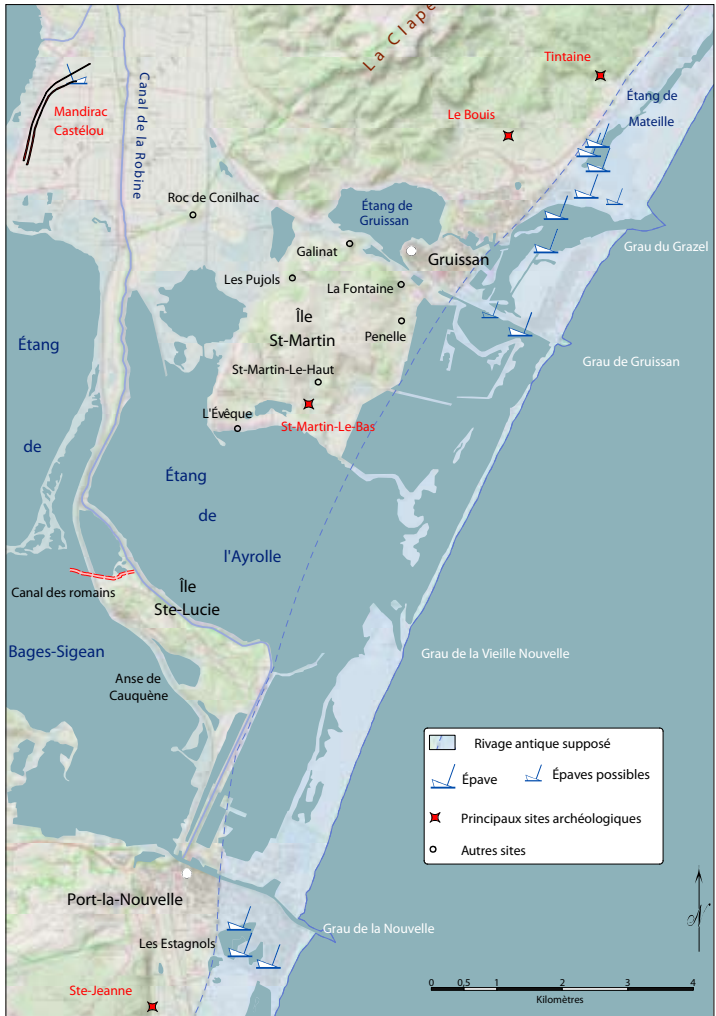 La Clape
Tintaine
Étang de
Mateille
Le Bouis
Mandirac
Castélou
Canal de la Robine
Roc de Conilhac
Étang de
Gruissan
Galinat
Gruissan
Grau du Grazel
Les Pujols
La Fontaine
Île
St-Martin
Penelle
Étang
Grau de Gruissan
St-Martin-Le-Haut
L'Évêque
St-Martin-Le-Bas
de
Étang
de
l'Ayrolle
Canal des romains
Île
Ste-Lucie
Bages-Sigean
Grau de la Vieille Nouvelle
Anse de
Cauquène
Rivage antique supposé
Épave
Épaves possibles
Principaux sites archéologiques
Autres sites
Port-la-Nouvelle
Grau de la Nouvelle
Les Estagnols
Ste-Jeanne
N
0 0,5 1 2 3 4
Kilomètres